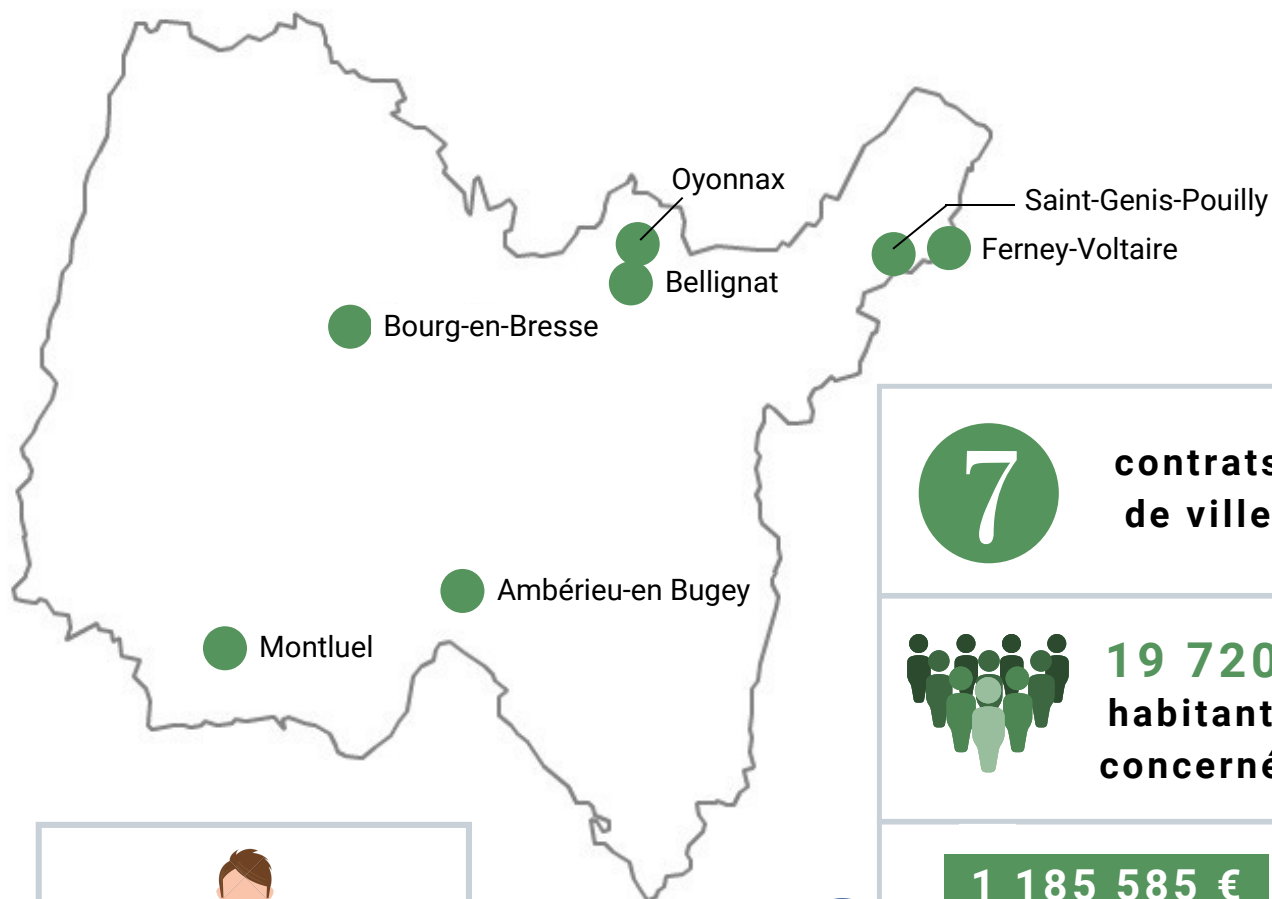 Oyonnax
Saint-Genis-Pouilly
Ferney-Voltaire
Bellignat
Bourg-en-Bresse
Ambérieu-en Bugey
Montluel
7
contrats
de ville
19 720
habitant
concerné
1 185 585 €